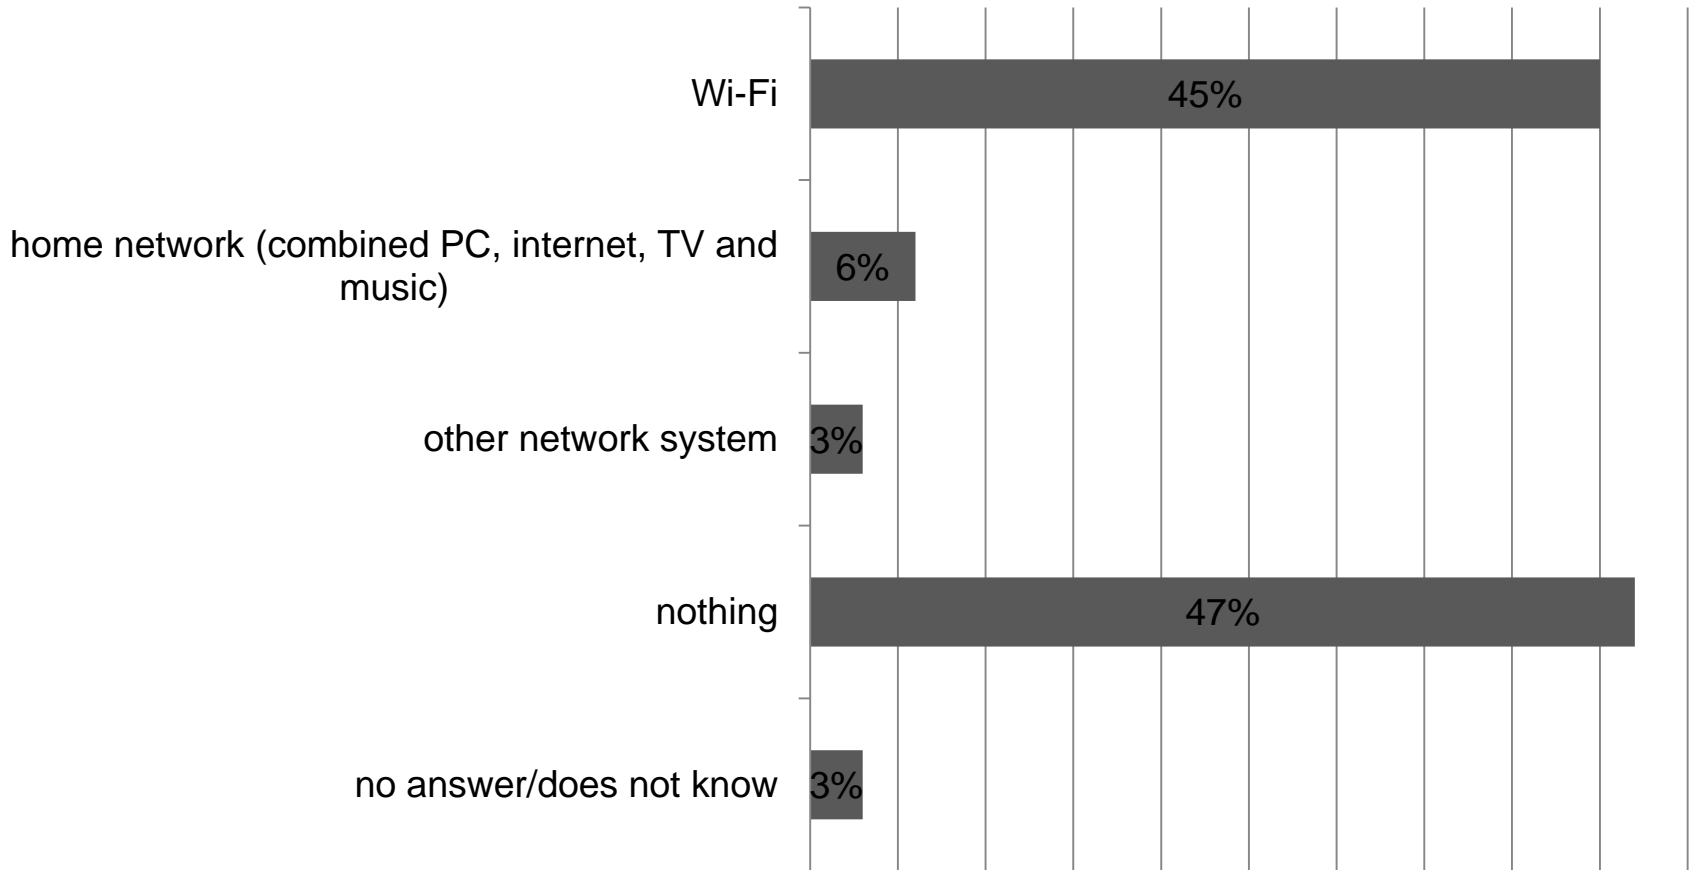 Wi-Fi
45%
home network (combined PC, internet, TV and
music)
6%
other network system
3%
nothing
47%
no answer/does not know
3%